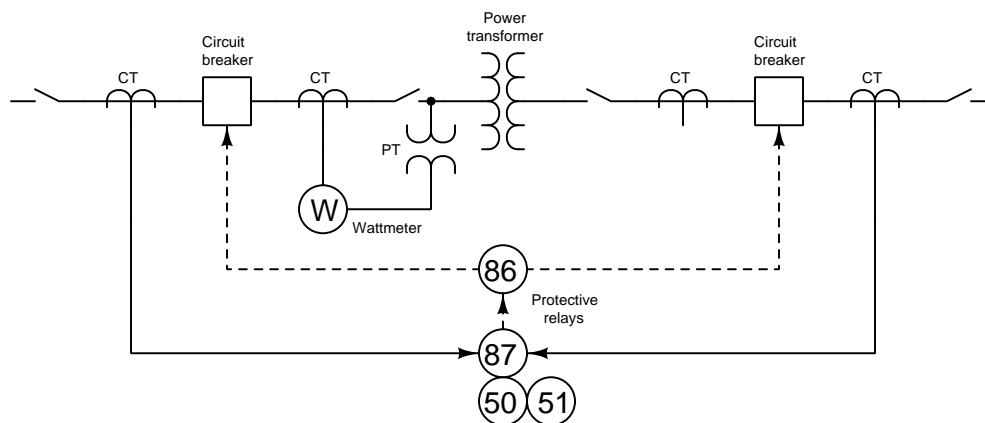 Power
transformer
Circuit
breaker
Circuit
breaker
CT
CT
CT
CT
PT
W
Wattmeter
86
Protective
relays
87
50
51